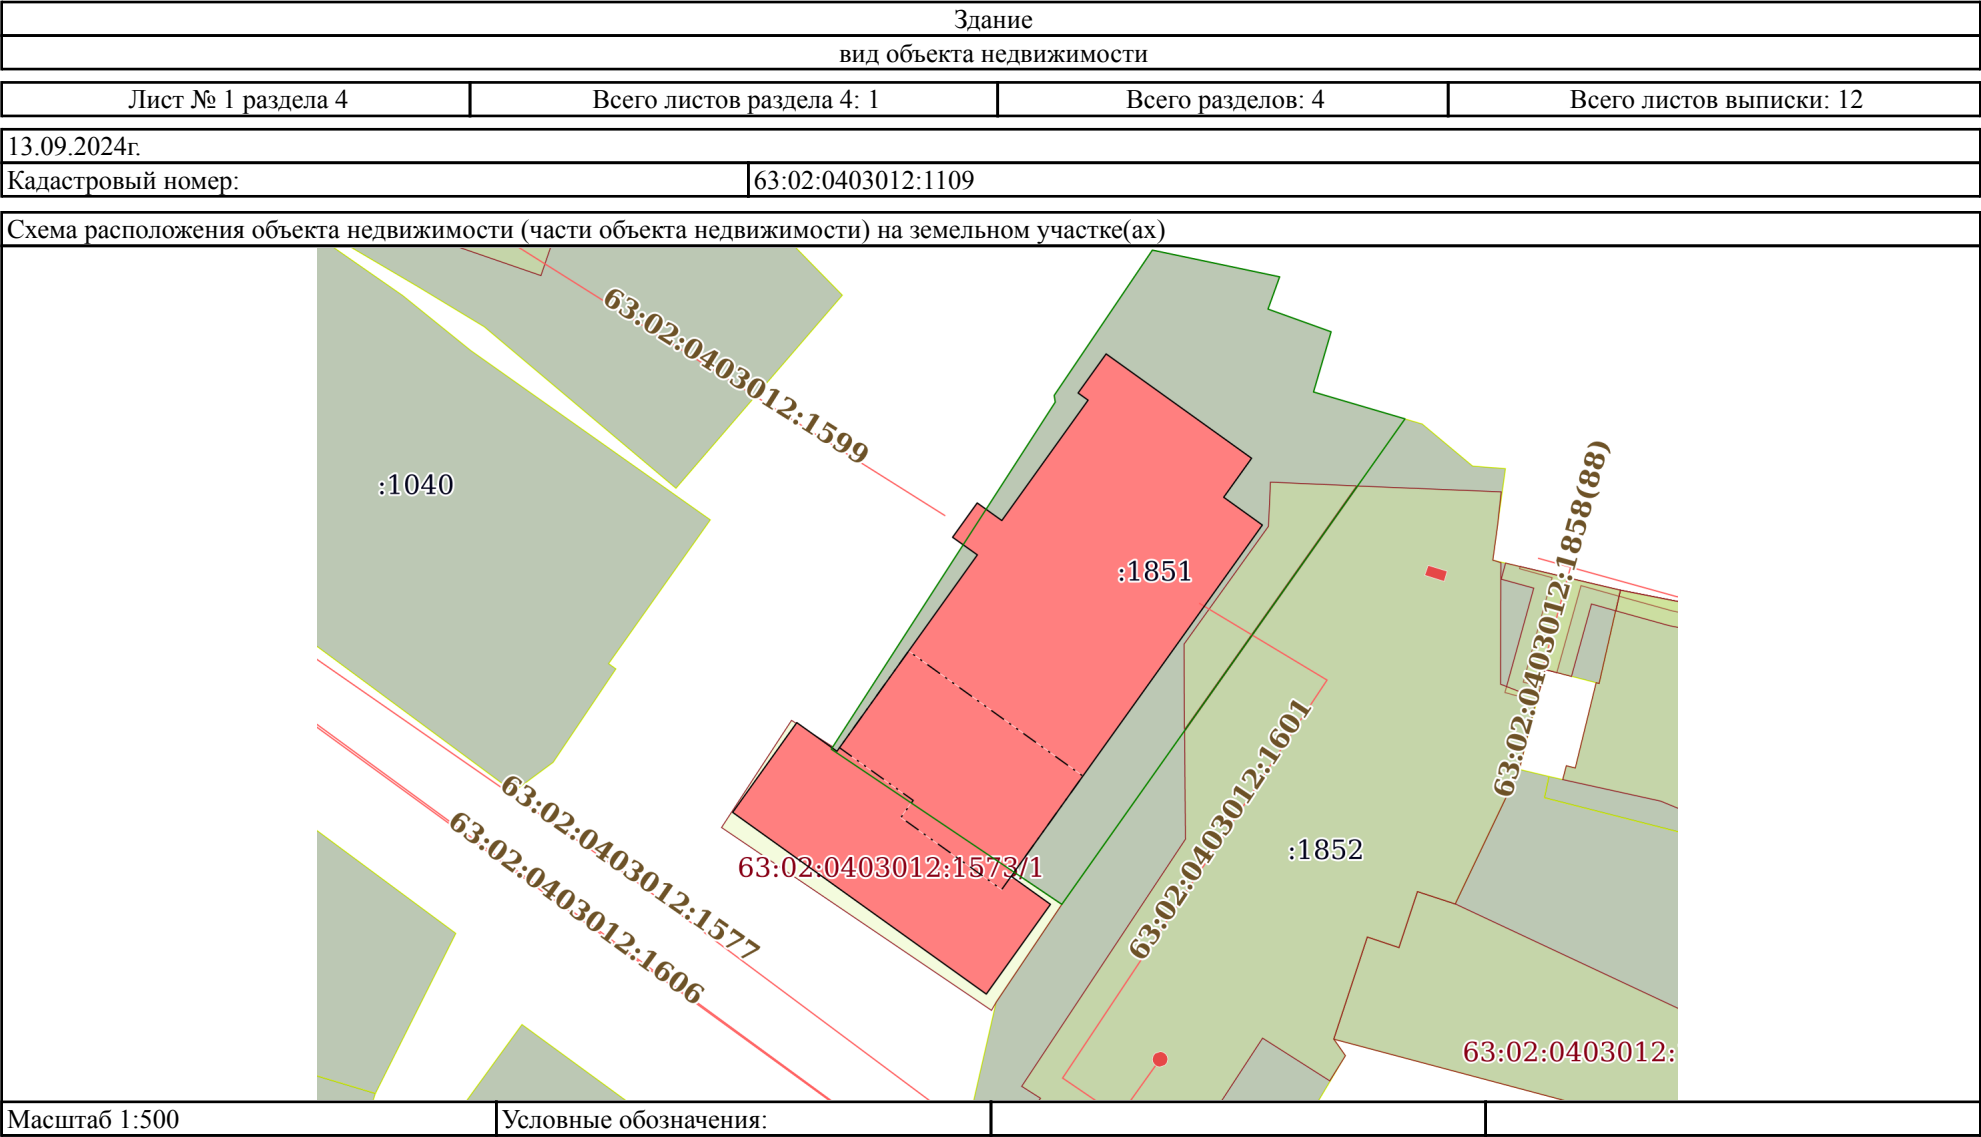 Здание
вид объекта недвижимости
Лист № 1 раздела 4
Всего листов раздела 4: 1
Всего разделов: 4
Всего листов выписки: 12
13.09.2024г.
Кадастровый номер:
63:02:0403012:1109
Схема расположения объекта недвижимости (части объекта недвижимости) на земельном участке(ах)
63:02:0403012:1599
:1040
63:02:0403012:1858(88)
:1851
63:02:0403012:1601
63:02:0403012:1577
63:02:0403012:1606
63:02:0403012:1573/1
:1852
63:02:0403012:
Масштаб 1:500
Условные обозначения: